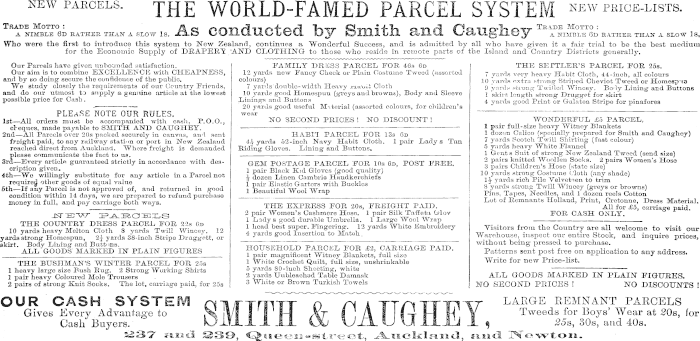 NEW PARCELS. THE WORLD-FAMED PARCEL SYSTEM NEW PRICE-LISTS.
TRADE MOTTO:
A NIMBLE 6D RATHER THAN A SLOW 1S.
As conducted by Smith and Caughey
TRADE MOTTO:
A NIMBLE 6D RATHER THAN A SLOW 1S.
Who were the first to introduce this system to New Zealand, continues a Wonderful Success, and is admitted by all who have given it a fair trial to be the best medium
for the Economic Supply of DRAPERY AND CLOTHING to those who reside in remote parts of the Island and Country Districts generally.
Our Parcels have given unbounded satisfaction.
Our aim is to combine EXCELLENCE with CHEAPNESS,
and by so doing secure the confidence of the public.
We study closely the requirements of our Country Friends,
and do our utmost to supply a genuine article at the lowest
possible price for Cash.
PLEASE NOTE OUR RULES.
1st—All orders must be accompanied with cash, P.O.O.,
cheques, made payable to SMITH AND CAUGHEY.
2nd—All Parcels over 20s packed securely in canvas, and sent
freight paid, to any railway station or port in New Zealand
reached direct from Auckland. Where freight is demanded
please communicate the fact to us.
3rd—Every article guaranteed strictly in accordance with des-
cription given.
4th—We willingly substitute for any article in a Parcel not
required other goods of equal value
5th—If any Parcel is not approved of, and returned in good
condition within 14 days, we are prepared to refund purchase
money in full, and pay carriage both ways.
NEW PARCELS
THE COUNTRY DRESS PARCEL FOR 22s 6D
10 yards heavy Melton Cloth 8 yards Twill Wincey. 12
yards strong Homespun, 2½ yards 38-inch Strips Drugget, or
skirt. Body Lining and Buttons.
ALL GOODS MARKED IN PLAIN FIGURES
THE BUSHMAN'S WINTER PARCEL FOR 25s
1 heavy large size Bush Rug. 2 Strong Working Shirts
1 pair heavy Coloured Mole Trousers
2 pairs of strong Knit Socks. The lot, carriage paid, for 25s
FAMILY DRESS PARCEL FOR 40s 6D
12 yards new Fancy Check or Plain Costume Tweed (assorted
colours)
7 yards double-width Heavy Cloth
10 yards good Homespun (greys and browns), Body and Sleeve
Linings and Buttons
20 yards good useful Material (assorted colours, for children's
wear
NO SECOND PRICES! NO DISCOUNT!
HABIT PARCEL FOR 13s 6D
4½ yards 52-inch Navy Habit Cloth. 1 pair Lady's Tan
Riding Gloves. Lining and Buttons.
GEM POSTAGE PARCEL FOR 10s 6D, POST FREE.
1 pair Black Kid Gloves (good quality)
½ dozen Linen Cambric Handkerchiefs
1 pair Elastic Garters with Buckles
1 Beautiful Wool Wrap
THE EXPRESS FOR 20s, FREIGHT PAID.
2 pair Women's Cashmere Hose. 1 pair Silk Taffeta Glov
1 Lady's good durable Umbrella. 1 Large Wool Wrap
1 load best super. Fingering. 12 yards White Embroidery
6 yards good Insertion to Match
HOUSEHOLD PARCEL FOR £2, CARRIAGE PAID.
1 pair magnificent Witney Blankets, full size
1 White Crochet Quilt, full size, unshrinkable
5 yards 80-inch Sheeting, white
3 yards Unbleached Table Damask
3 White or Brown Turkish Towels
THE SETTLER'S PARCEL FOR 25s.
7 yards very heavy Habit Cloth, 44-inch, all colours
10 yards extra strong Striped Cheviot Tweed or Homespun
9 yards strong Twilled Wincey. Body Lining and Buttons
1 skirt length strong Drugget for skirt
4 yards good Print or Galatea Stripe for pinafores
WONDERFUL £5 PARCEL.
1 pair full-size heavy Witney Blankets
1 dozen Calico (specially prepared for Smith and Caughey)
7 yards Scotch Twill Shirting (fast colour)
5 yards heavy White Flannel
1 Gent's Suit of strong New Zealand Tweed (send size)
2 pairs knitted Woollen Socks. 2 pairs Women's Hose
3 pairs Children's Hose (state size)
10 yards strong Costume Cloth (any shade)
1½ yards rich Pile Velveteen to trim
8 yards strong Twill Wincey (greys or browns)
Pins, Tapes, Needles, and 1 dozen reels Cotton
Lot of Remnants Holland, Print, Cretonne, Dress Material.
All for £5, carriage paid.
FOR CASH ONLY.
Visitors from the Country are all welcome to visit our
Warehouse, inspect our entire Stock, and inquire prices,
without being pressed to purchase.
Patterns sent post free on application to any address.
Write for new Price-list.
ALL GOODS MARKED IN PLAIN FIGURES.
NO SECOND PRICES! NO DISCOUNTS!
OUR CASH SYSTEM
Gives Every Advantage to
Cash Buyers.
SMITH & CAUGHEY,
LARGE REMNANT PARCELS
Tweeds for Boys' Wear at 20s, for
25s, 30s, and 40s.
237 and 239, Queen-street, Auckland, and Newton.